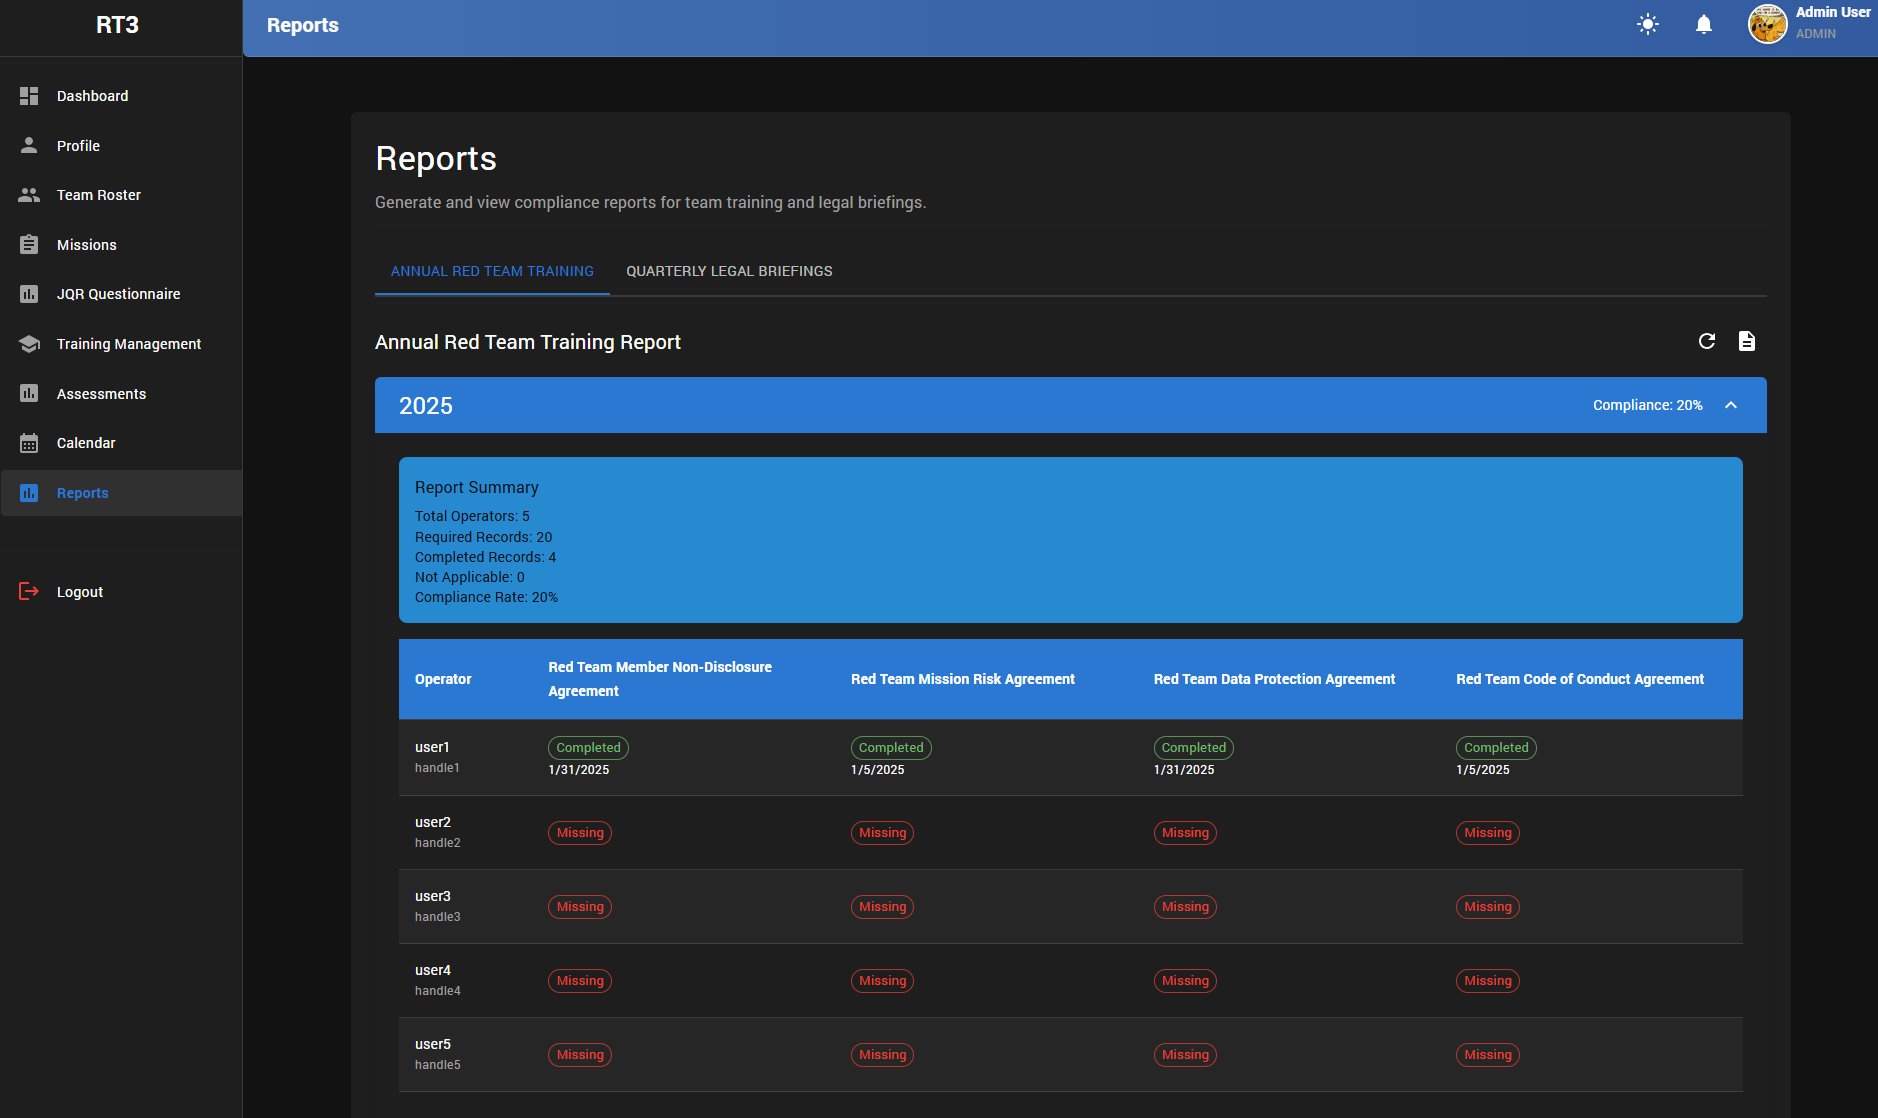 RT3
Reports
Admin User
ADMIN
Dashboard
Profile
Team Roster
Missions
JQR Questionnaire
Training Management
Assessments
Calendar
Reports
Logout
Reports
Generate and view compliance reports for team training and legal briefings.
ANNUAL RED TEAM TRAINING QUARTERLY LEGAL BRIEFINGS
Annual Red Team Training Report
2025 Compliance: 20%
Report Summary
Total Operators: 5
Required Records: 20
Completed Records: 4
Not Applicable: 0
Compliance Rate: 20%
Operator
Red Team Member Non-Disclosure
Agreement
Red Team Mission Risk Agreement
Red Team Data Protection Agreement
Red Team Code of Conduct Agreement
user1
handle1
Completed Completed Completed Completed
1/31/2025 1/5/2025 1/31/2025 1/5/2025
user2
handle2
Missing Missing Missing Missing
user3
handle3
Missing Missing Missing Missing
user4
handle4
Missing Missing Missing Missing
user5
handle5
Missing Missing Missing Missing